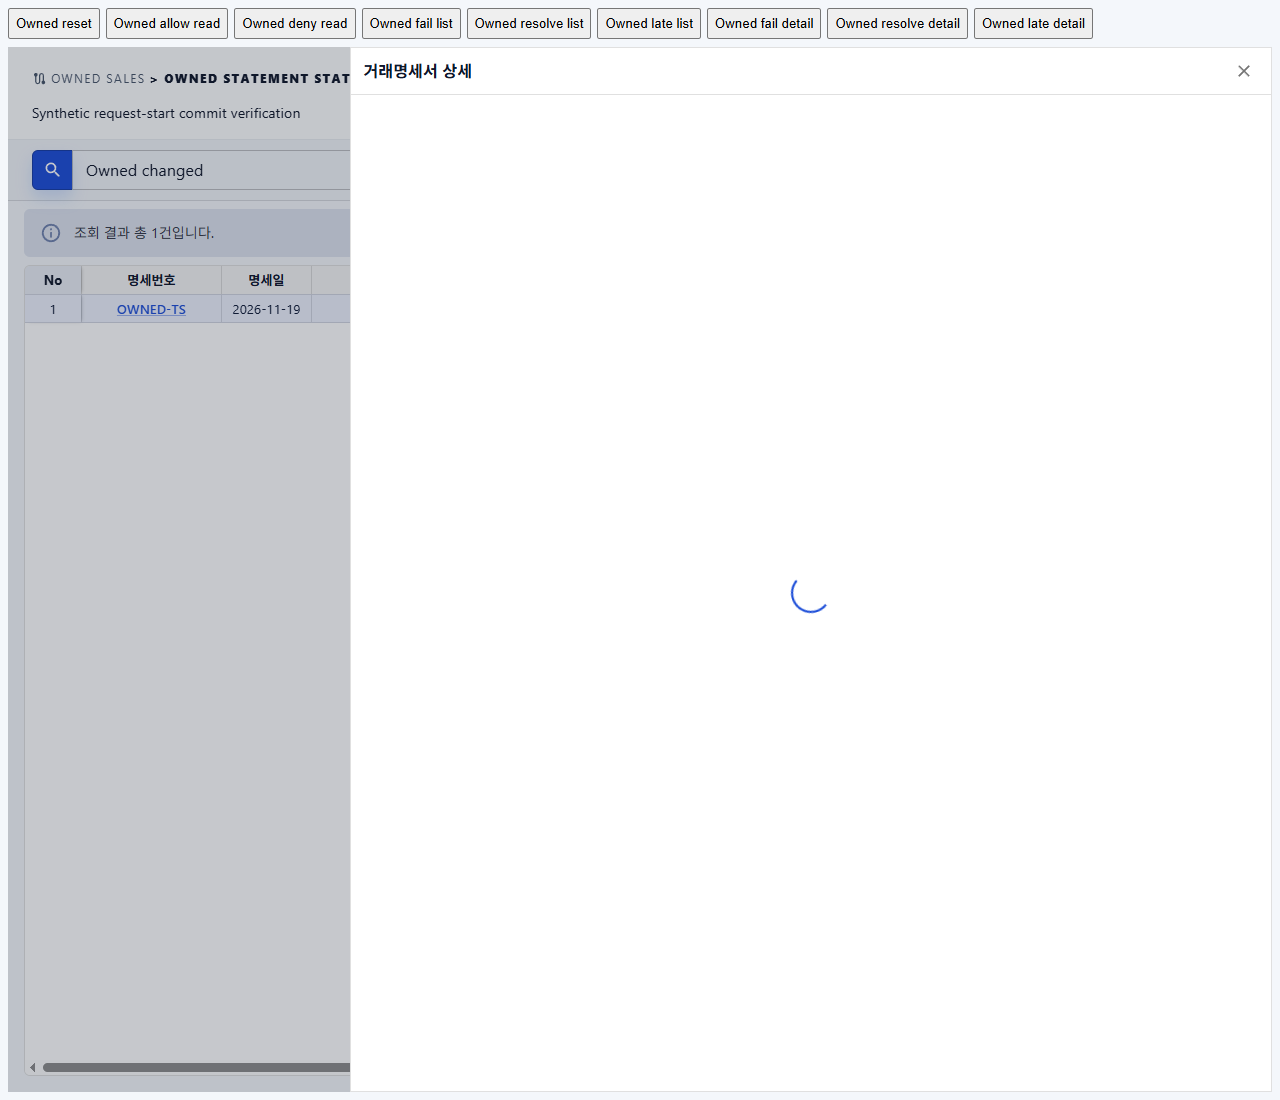 Owned reset Owned allow read Owned deny read Owned fail list Owned resolve list Owned late list Owned fail detail Owned resolve detail Owned late detail
OWNED SALES > OWNED STATEMENT STAT
Synthetic request-start commit verification
Owned changed
조회 결과 총 1건입니다.
No 명세번호 명세일
1 OWNED-TS 2026-11-19
거래명세서 상세